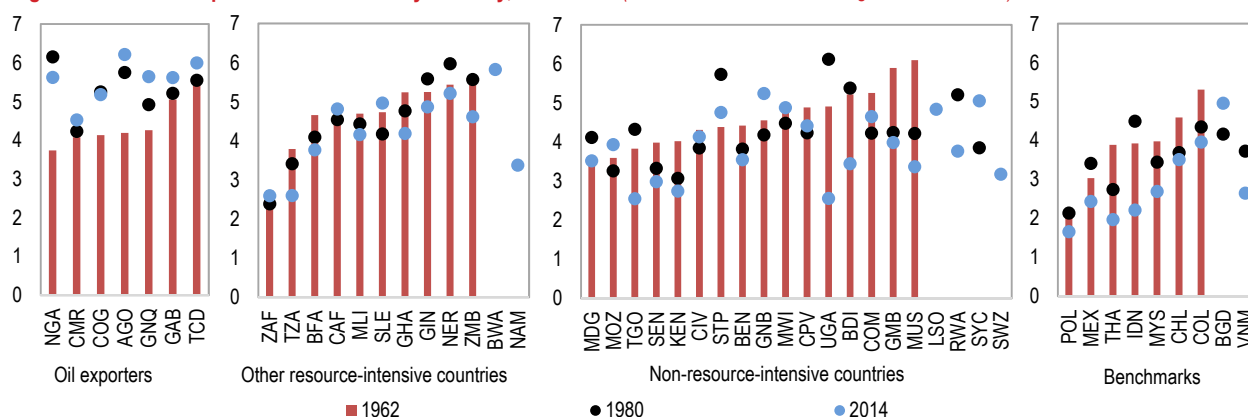 7 6 5 4 3 2 1 0
NGA CMR COG AGO GNQ GAB TCD
Oil exporters
7 6 5 4 3 2 1 0
ZAF TZA BFA CAF MLI SLE GHA GIN NER ZMB BWA NAM
Other resource-intensive countries
7 6 5 4 3 2 1 0
MDG MOZ TGO SEN KEN CIV STP BEN GNB MWI CPV UGA BDI COM GMB MUS LSO RWA SYC SWZ
Non-resource-intensive countries
7 6 5 4 3 2 1 0
POL MEX THA IDN MYS CHL COL BGD VNM
Benchmarks
1962 1980 2014